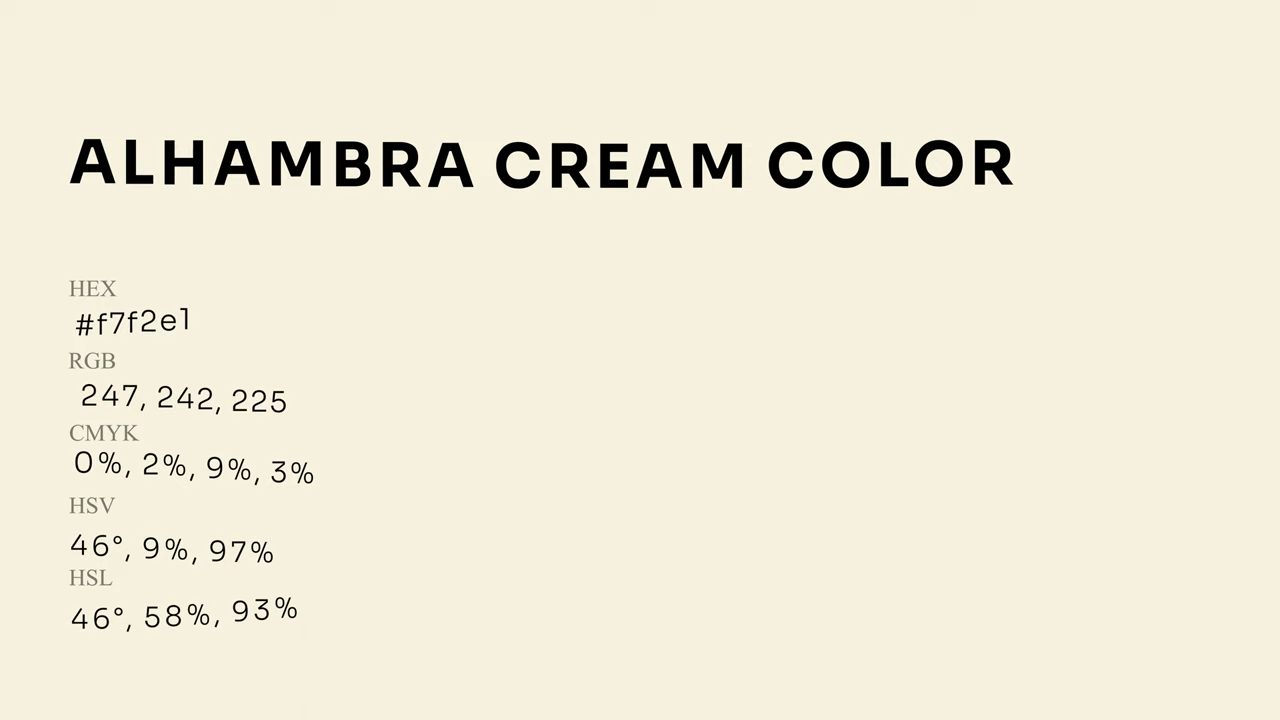 ALHAMBRA CREAM COLOR
HEX
#f7f2e1
RGB
247, 242, 225
CMYK
0%, 2%, 9%, 3%
HSV
46°, 9%, 97%
HSL
46°, 58%, 93%